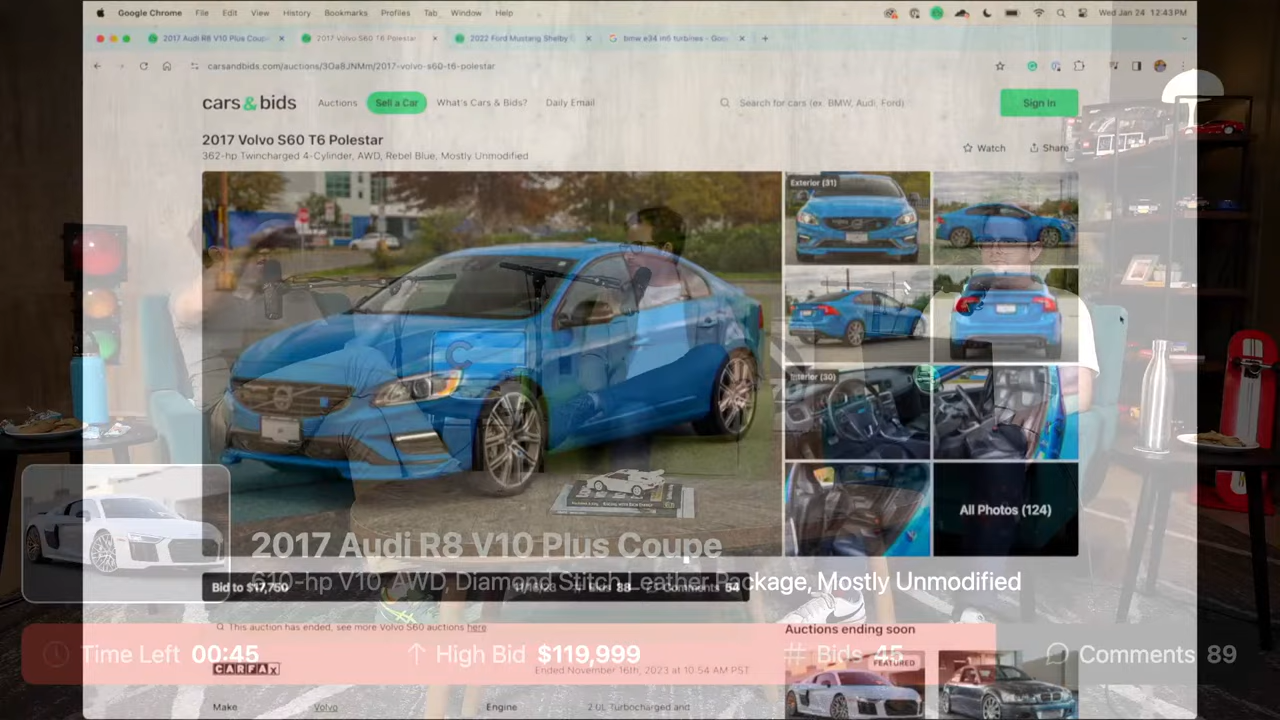 Google Chrome File Edit View History Bookmarks Profiles Tab Window Help Wed Jan 24 12:43PM
2017 Audi R8 V10 Plus Coup 2017 Volvo S60 T6 Polestar 2022 Ford Mustang Shelby bmw e34 m5 turbines - Goo
carsandbids.com/auctions/3Oa8JNMm/2017-volvo-s60-t6-polestar
cars & bids Auctions Sell a Car What's Cars & Bids? Daily Email Search for cars (ex. BMW, Audi, Ford) Sign In
2017 Volvo S60 T6 Polestar
362-hp Twincharged 4-Cylinder, AWD, Rebel Blue, Mostly Unmodified
Watch Share
Exterior (31)
Interior (30)
All Photos (124)
2017 Audi R8 V10 Plus Coupe
610-hp V10, AWD, Diamond Stitch Leather Package, Mostly Unmodified
Bid to $17,750 Bids 38 Comments 64
This auction has ended, see more Volvo S60 auctions here
Auctions ending soon
Time Left 00:45 High Bid $119,999 # Bids 45 Comments 89
CARFAX
Ended November 16th, 2023 at 10:54 AM PST
FEATURED
Make Volvo Engine 2.0L Turbocharged and